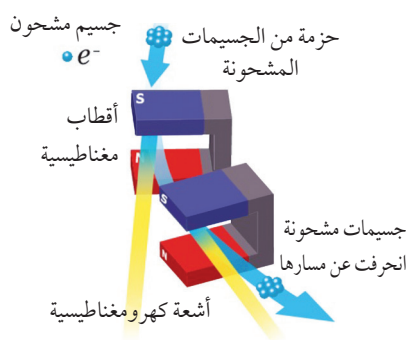 جسيم مشحون
e⁻
حزمة من الجسيمات
المشحونة
أقطاب
مغناطيسية
S
N
S
N
جسيمات مشحونة
انحرفت عن مسارها
أشعة كهرومغناطيسية